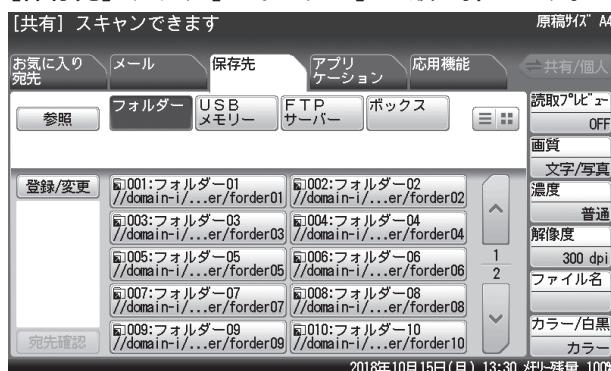 [共有] スキャンできます
原稿ｻｲｽﾞ A4
お気に入り
宛先
メール
保存先
アプリ
ケーション
応用機能
共有/個人
参照
フォルダー
USB
メモリー
FTP
サーバー
ボックス
読取ﾌﾟﾚﾋﾞｭｰ
OFF
画質
文字/写真
登録/変更
001:フォルダー01
//domain-i/...er/forder01
002:フォルダー02
//domain-i/...er/forder02
003:フォルダー03
//domain-i/...er/forder03
004:フォルダー04
//domain-i/...er/forder04
005:フォルダー05
//domain-i/...er/forder05
006:フォルダー06
//domain-i/...er/forder06
007:フォルダー07
//domain-i/...er/forder07
008:フォルダー08
//domain-i/...er/forder08
009:フォルダー09
//domain-i/...er/forder09
010:フォルダー10
//domain-i/...er/forder10
1
2
濃度
普通
解像度
300 dpi
ファイル名
カラー/白黒
カラー
宛先確認
2018年10月15日(月) 13:30 ﾒﾓﾘｰ残量 100%